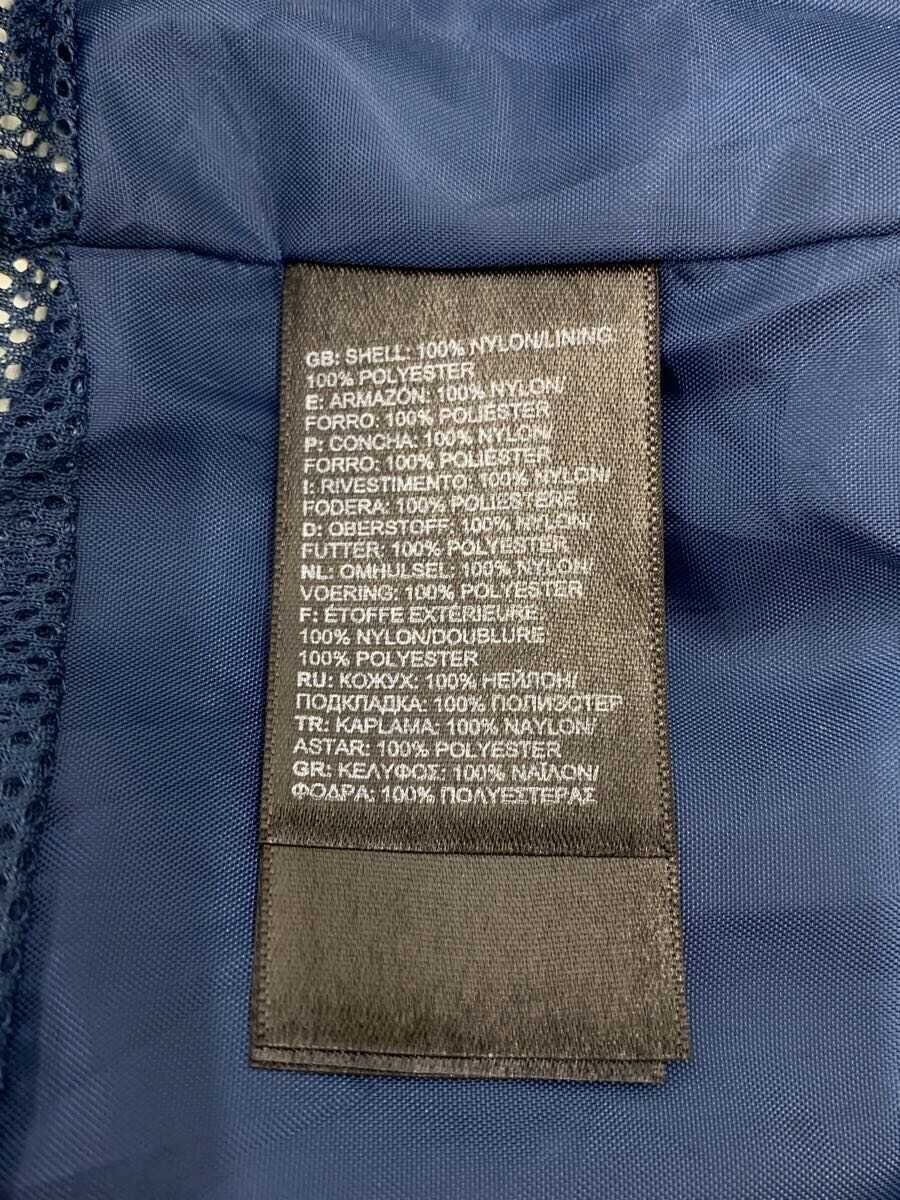 GB: SHELL: 100% NYLON/LINING:
100% POLYESTER
E: ARMAZÓN: 100% NYLON/
FORRO: 100% POLIÉSTER
P: CONCHA: 100% NYLON/
FORRO: 100% POLIÉSTER
I: RIVESTIMENTO: 100% NYLON/
FODERA: 100% POLIESTERE
D: OBERSTOFF: 100% NYLON/
FUTTER: 100% POLYESTER
NL: OMHULSEL: 100% NYLON/
VOERING: 100% POLYESTER
F: ÉTOFFE EXTÉRIEURE:
100% NYLON/DOUBLURE:
100% POLYESTER
RU: КОЖУХ: 100% НЕЙЛОН/
ПОДКЛАДКА: 100% ПОЛИЭСТЕР
TR: KAPLAMA: 100% NAYLON/
ASTAR: 100% POLYESTER
GR: ΚΕΛΥΦΟΣ: 100% ΝΑΪΛΟΝ/
ΦΟΔΡΑ: 100% ΠΟΛΥΕΣΤΕΡΑΣ